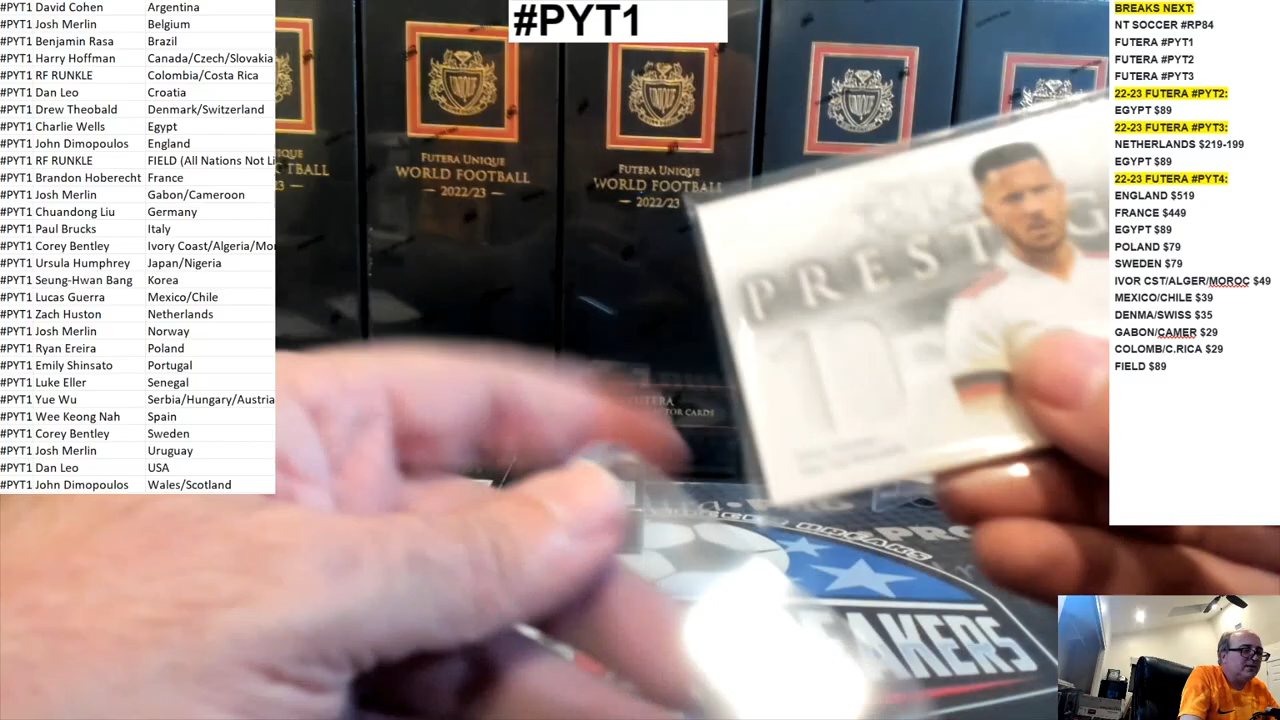 #PYT1
#PYT1 David Cohen Argentina
#PYT1 Josh Merlin Belgium
#PYT1 Benjamin Rasa Brazil
#PYT1 Harry Hoffman Canada/Czech/Slovakia
#PYT1 RF RUNKLE Colombia/Costa Rica
#PYT1 Dan Leo Croatia
#PYT1 Drew Theobald Denmark/Switzerland
#PYT1 Charlie Wells Egypt
#PYT1 John Dimopoulos England
#PYT1 RF RUNKLE FIELD (All Nations Not Li
#PYT1 Brandon Hoberecht France
#PYT1 Josh Merlin Gabon/Cameroon
#PYT1 Chuandong Liu Germany
#PYT1 Paul Brucks Italy
#PYT1 Corey Bentley Ivory Coast/Algeria/Mor
#PYT1 Ursula Humphrey Japan/Nigeria
#PYT1 Seung-Hwan Bang Korea
#PYT1 Lucas Guerra Mexico/Chile
#PYT1 Zach Huston Netherlands
#PYT1 Josh Merlin Norway
#PYT1 Ryan Ereira Poland
#PYT1 Emily Shinsato Portugal
#PYT1 Luke Eller Senegal
#PYT1 Yue Wu Serbia/Hungary/Austria
#PYT1 Wee Keong Nah Spain
#PYT1 Corey Bentley Sweden
#PYT1 Josh Merlin Uruguay
#PYT1 Dan Leo USA
#PYT1 John Dimopoulos Wales/Scotland
FUTERA UNIQUE
WORLD FOOTBALL
2022/23
FUTERA UNIQUE
WORLD FOOTBALL
2022/23
BREAKS NEXT:
NT SOCCER #RP84
FUTERA #PYT1
FUTERA #PYT2
FUTERA #PYT3
22-23 FUTERA #PYT2:
EGYPT $89
22-23 FUTERA #PYT3:
NETHERLANDS $219-199
EGYPT $89
22-23 FUTERA #PYT4:
ENGLAND $519
FRANCE $449
EGYPT $89
POLAND $79
SWEDEN $79
IVOR CST/ALGER/MOROC $49
MEXICO/CHILE $39
DENMA/SWISS $35
GABON/CAMER $29
COLOMB/C.RICA $29
FIELD $89